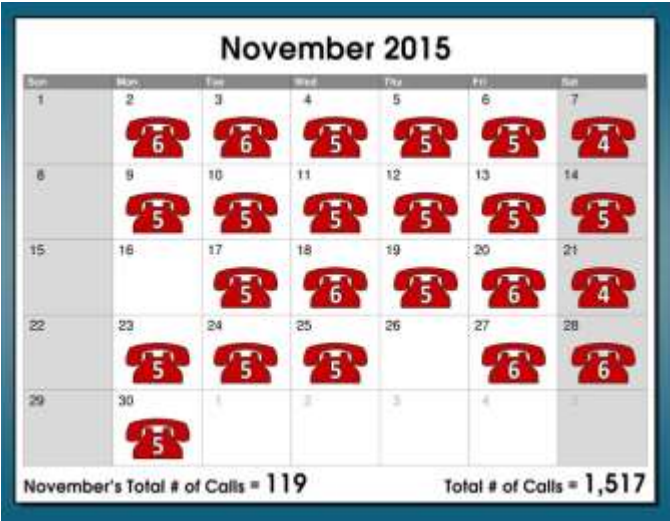 November 2015
Sun Mon Tue Wed Thu Fri Sat
1 2 3 4 5 6 7
6 6 5 5 5 4
8 9 10 11 12 13 14
5 5 5 5 5 5
15 16 17 18 19 20 21
5 6 5 6 4
22 23 24 25 26 27 28
5 5 5 6 6
29 30 1 2 3 4 5
5
November's Total # of Calls = 119 Total # of Calls = 1,517